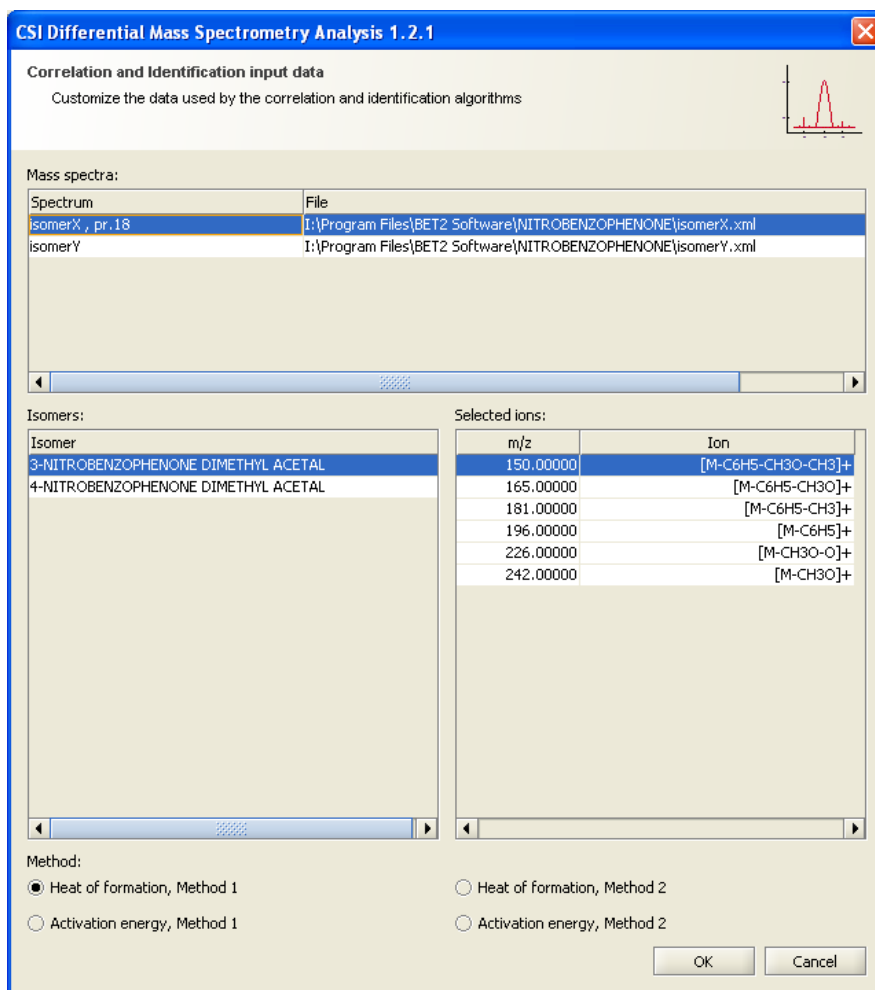 CSI Differential Mass Spectrometry Analysis 1.2.1
Correlation and Identification input data
Customize the data used by the correlation and identification algorithms
Mass spectra:
Spectrum File
isomerX , pr.18 I:\Program Files\BET2 Software\NITROBENZOPHENONE\isomerX.xml
isomerY I:\Program Files\BET2 Software\NITROBENZOPHENONE\isomerY.xml
Isomers:
Isomer
3-NITROBENZOPHENONE DIMETHYL ACETAL
4-NITROBENZOPHENONE DIMETHYL ACETAL
Selected ions:
m/z Ion
150.00000 [M-C6H5-CH3O-CH3]+
165.00000 [M-C6H5-CH3O]+
181.00000 [M-C6H5-CH3]+
196.00000 [M-C6H5]+
226.00000 [M-CH3O-O]+
242.00000 [M-CH3O]+
Method:
Heat of formation, Method 1 Heat of formation, Method 2
Activation energy, Method 1 Activation energy, Method 2
OK Cancel